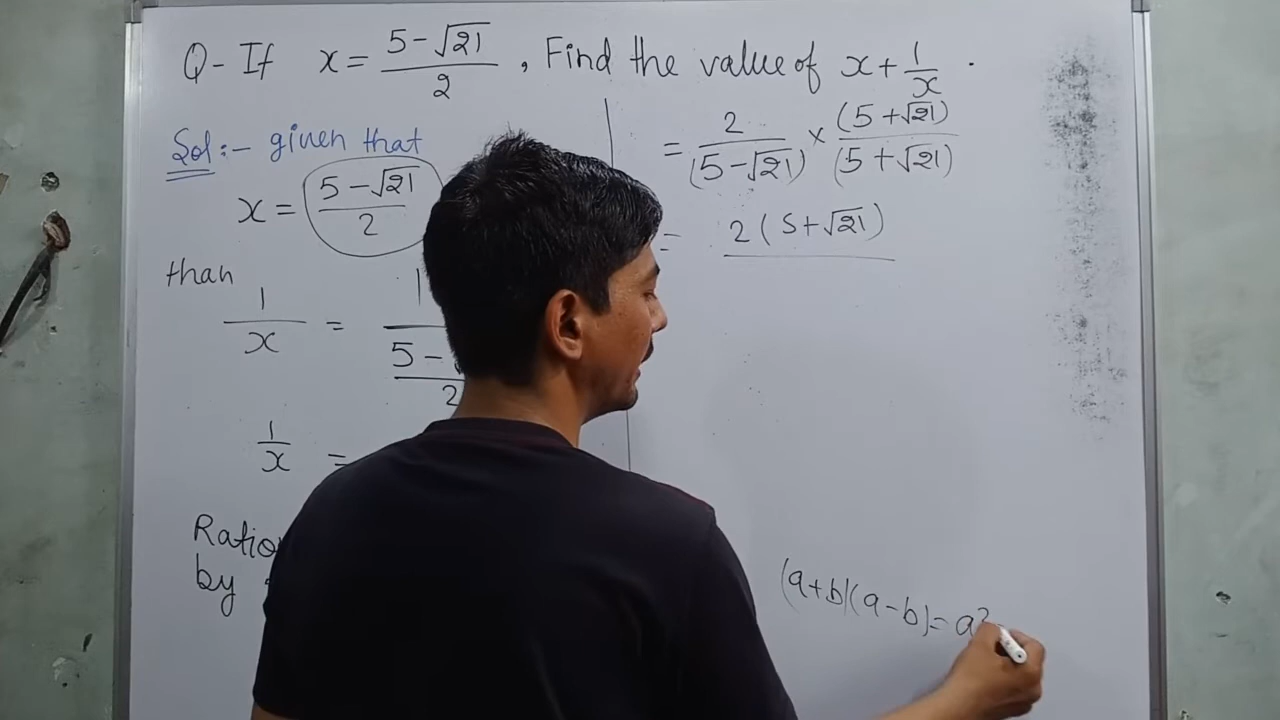 Q- If x = (5-√21)/2 , Find the value of x + 1/x .
Sol:- given that
x = (5-√21)/2
than
1/x = 1/((5-/2
1/x =
by
= 2/(5-√21) × (5+√21)/(5+√21)
= 2(5+√21)
(a+b)(a-b)= a²